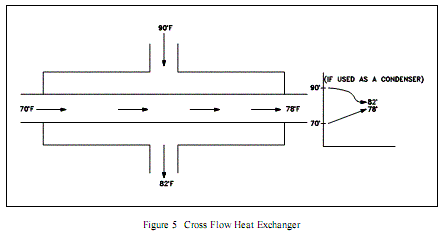 90°F
(IF USED AS A CONDENSER)
90'
82'
70°F
78°F
78'
70'
82°F
Figure 5 Cross Flow Heat Exchanger